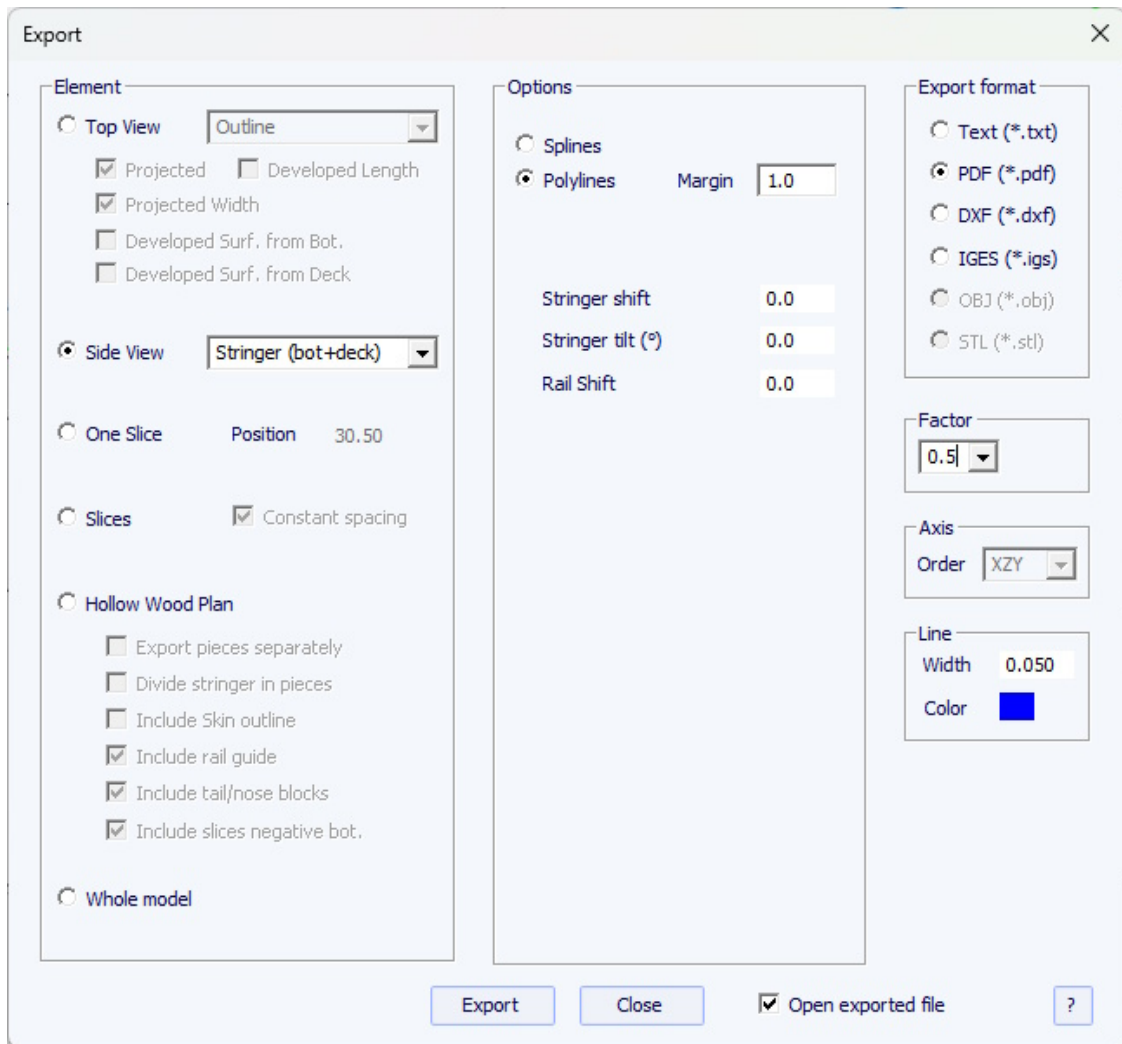 Export
Element
Top View Outline
Projected Developed Length
Projected Width
Developed Surf. from Bot.
Developed Surf. from Deck
Side View Stringer (bot+deck)
One Slice Position 30.50
Slices Constant spacing
Hollow Wood Plan
Export pieces separately
Divide stringer in pieces
Include Skin outline
Include rail guide
Include tail/nose blocks
Include slices negative bot.
Whole model
Options
Splines
Polylines Margin 1.0
Stringer shift 0.0
Stringer tilt (º) 0.0
Rail Shift 0.0
Export format
Text (*.txt)
PDF (*.pdf)
DXF (*.dxf)
IGES (*.igs)
OBJ (*.obj)
STL (*.stl)
Factor
0.5
Axis
Order XZY
Line
Width 0.050
Color
Export Close Open exported file ?